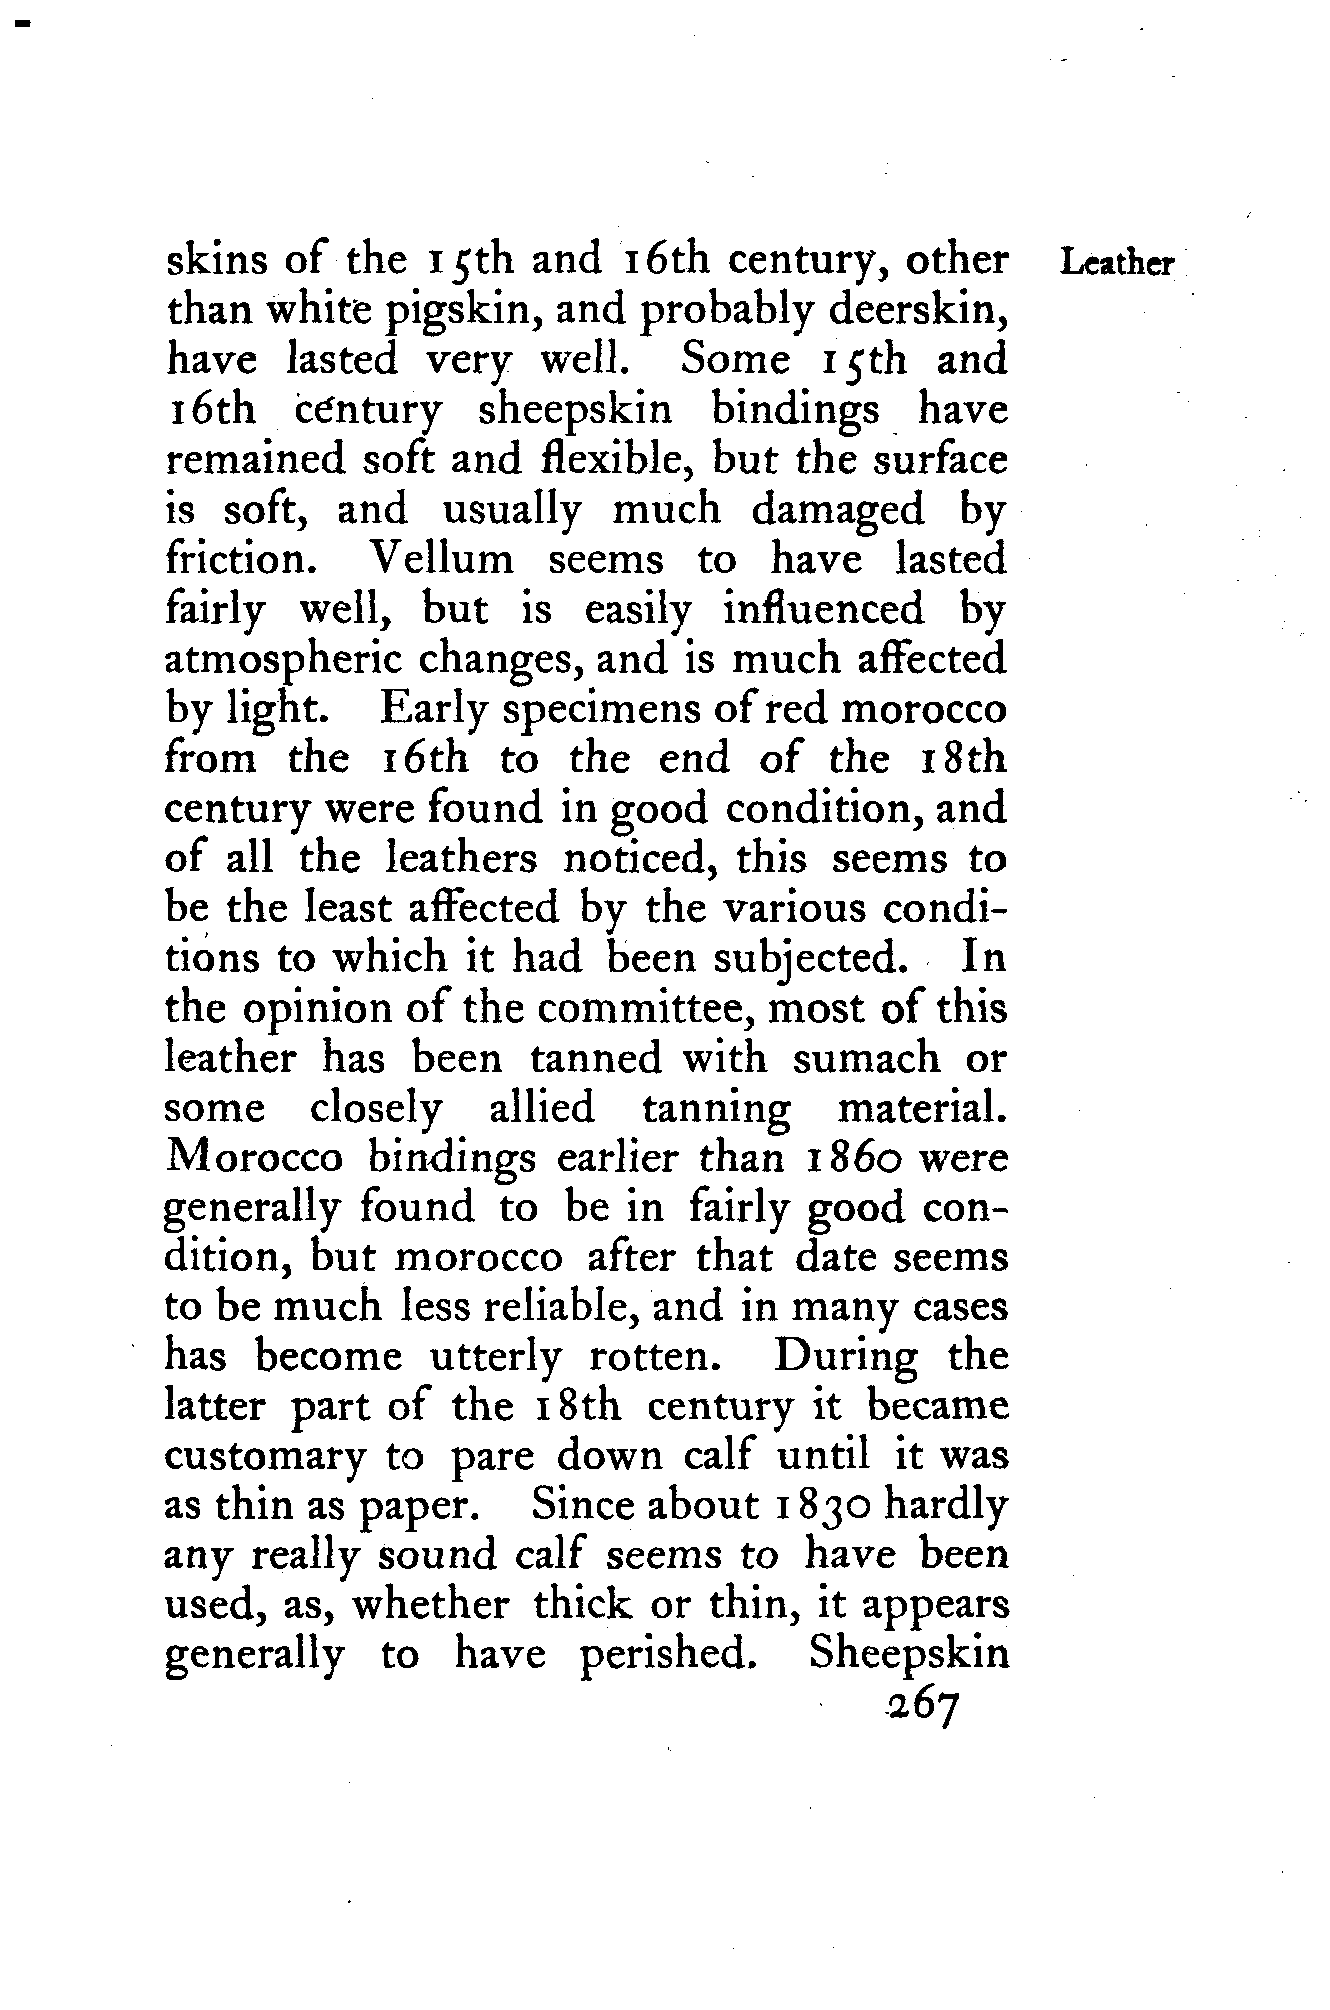 skins of the 15th and 16th century, other
Leather
than white pigskin, and probably deerskin,
have lasted very well. Some 15th and
16th century sheepskin bindings have
remained soft and flexible, but the surface
is soft, and usually much damaged by
friction. Vellum seems to have lasted
fairly well, but is easily influenced by
atmospheric changes, and is much affected
by light. Early specimens of red morocco
from the 16th to the end of the 18th
century were found in good condition, and
of all the leathers noticed, this seems to
be the least affected by the various condi-
tions to which it had been subjected. In
the opinion of the committee, most of this
leather has been tanned with sumach or
some closely allied tanning material.
Morocco bindings earlier than 1860 were
generally found to be in fairly good con-
dition, but morocco after that date seems
to be much less reliable, and in many cases
has become utterly rotten. During the
latter part of the 18th century it became
customary to pare down calf until it was
as thin as paper. Since about 1830 hardly
any really sound calf seems to have been
used, as, whether thick or thin, it appears
generally to have perished. Sheepskin
267